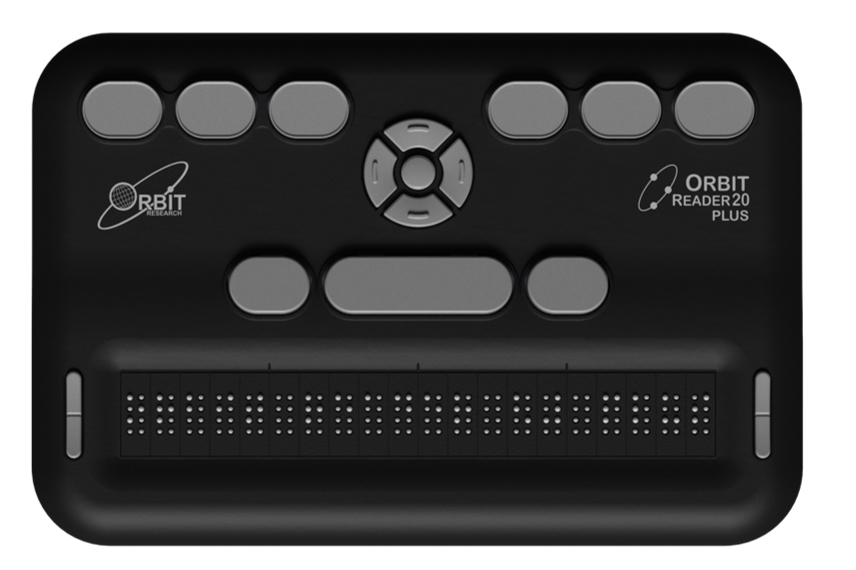 ORBIT
RESEARCH
ORBIT
READER 20
PLUS